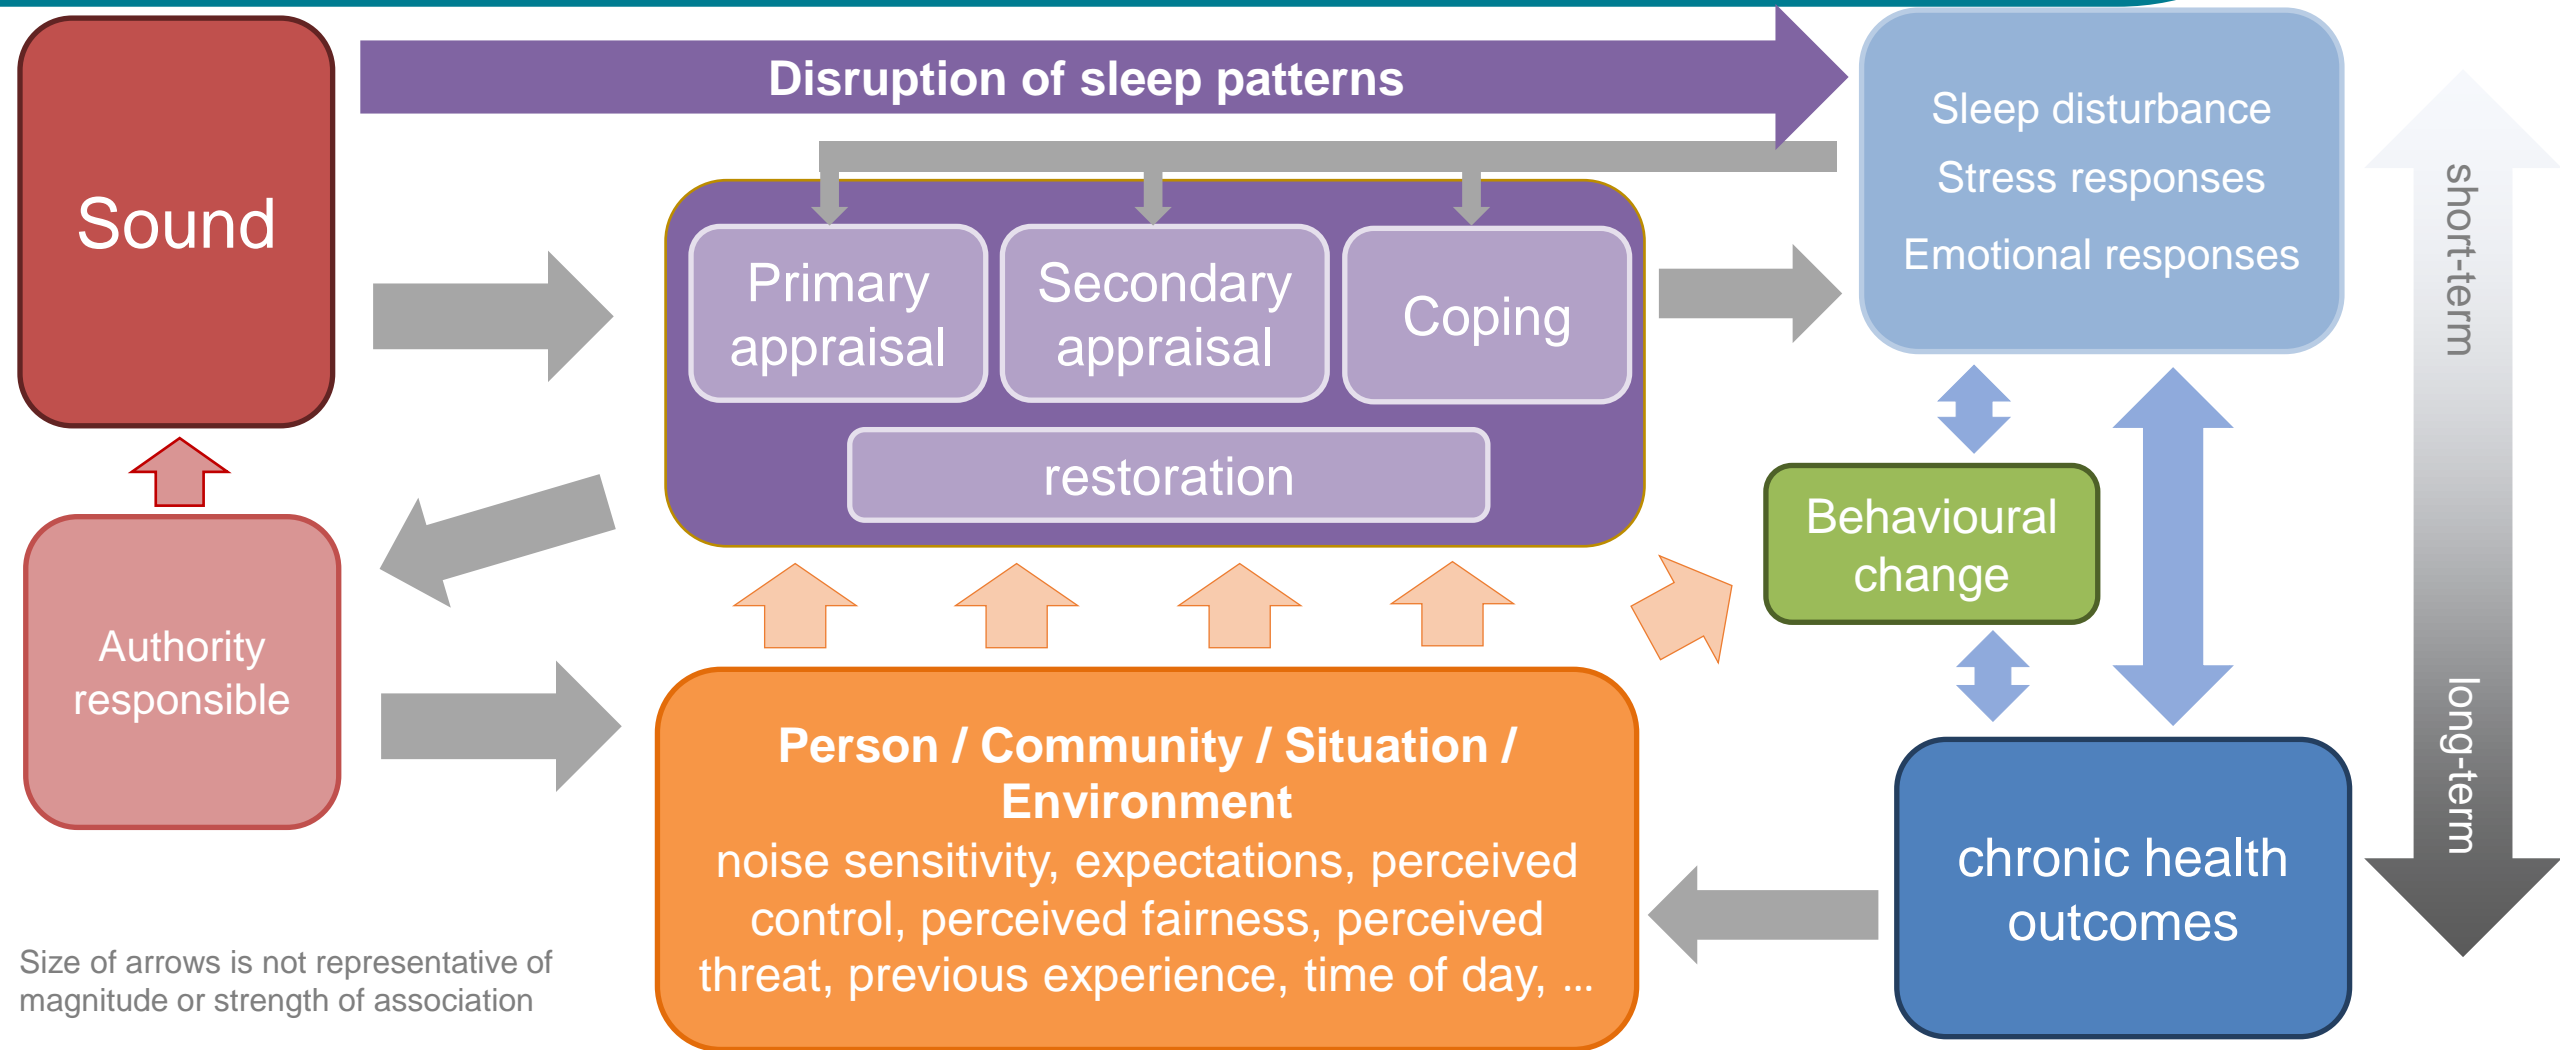 Sound
Disruption of sleep patterns
Sleep disturbance
Stress responses
Emotional responses
short-term
Primary
appraisal
Secondary
appraisal
Coping
restoration
Behavioural
change
Authority
responsible
Person / Community / Situation /
Environment
noise sensitivity, expectations, perceived
control, perceived fairness, perceived
threat, previous experience, time of day, ...
chronic health
outcomes
long-term
Size of arrows is not representative of
magnitude or strength of association